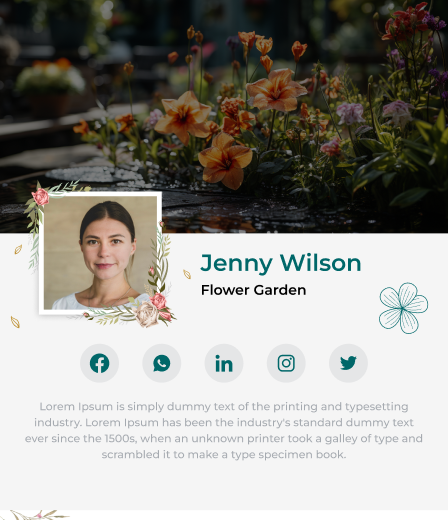 Jenny Wilson
Flower Garden
Lorem Ipsum is simply dummy text of the printing and typesetting
industry. Lorem Ipsum has been the industry's standard dummy text
ever since the 1500s, when an unknown printer took a galley of type and
scrambled it to make a type specimen book.